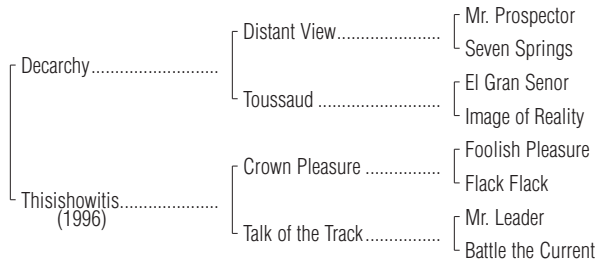 Mr. Prospector
Distant View....................
Seven Springs
Decarchy........................
El Gran Senor
Toussaud ........................
Image of Reality
Foolish Pleasure
Crown Pleasure ..............
Flack Flack
Thisishowitis...................
(1996)
Mr. Leader
Talk of the Track..............
Battle the Current